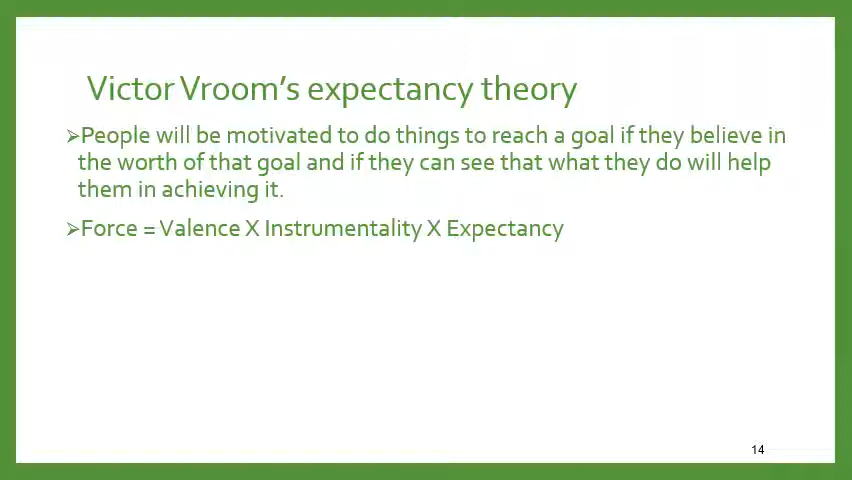 Victor Vroom’s expectancy theory
➢People will be motivated to do things to reach a goal if they believe in
the worth of that goal and if they can see that what they do will help
them in achieving it.
➢Force = Valence X Instrumentality X Expectancy
14